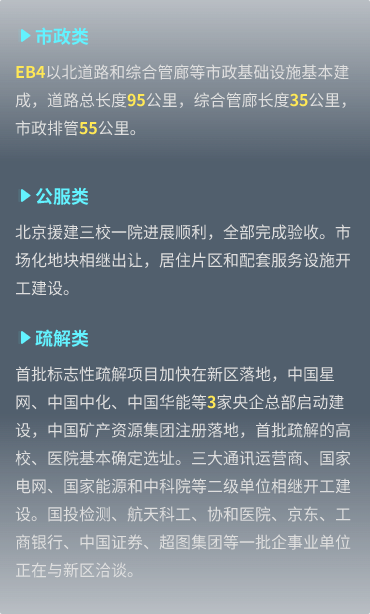 市政类
EB4以北道路和综合管廊等市政基础设施基本建
成，道路总长度95公里，综合管廊长度35公里，
市政排管55公里。
公服类
北京援建三校一院进展顺利，全部完成验收。市
场化地块相继出让，居住片区和配套服务设施开
工建设。
疏解类
首批标志性疏解项目加快在新区落地，中国星
网、中国中化、中国华能等3家央企总部启动建
设，中国矿产资源集团注册落地，首批疏解的高
校、医院基本确定选址。三大通讯运营商、国家
电网、国家能源和中科院等二级单位相继开工建
设。国投检测、航天科工、协和医院、京东、工
商银行、中国证券、超图集团等一批企事业单位
正在与新区洽谈。